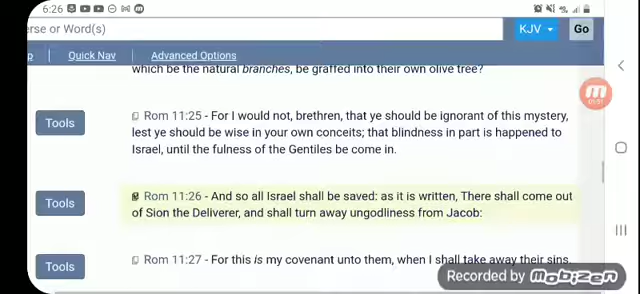 6:26
erse or Word(s)
KJV
Go
p
Quick Nav
Advanced Options
which be the natural branches, be graffed into their own olive tree?
Tools
Rom 11:25 - For I would not, brethren, that ye should be ignorant of this mystery,
lest ye should be wise in your own conceits; that blindness in part is happened to
Israel, until the fulness of the Gentiles be come in.
Tools
Rom 11:26 - And so all Israel shall be saved: as it is written, There shall come out
of Sion the Deliverer, and shall turn away ungodliness from Jacob:
Tools
Rom 11:27 - For this is my covenant unto them, when I shall take away their sins.
Recorded by Mobizen